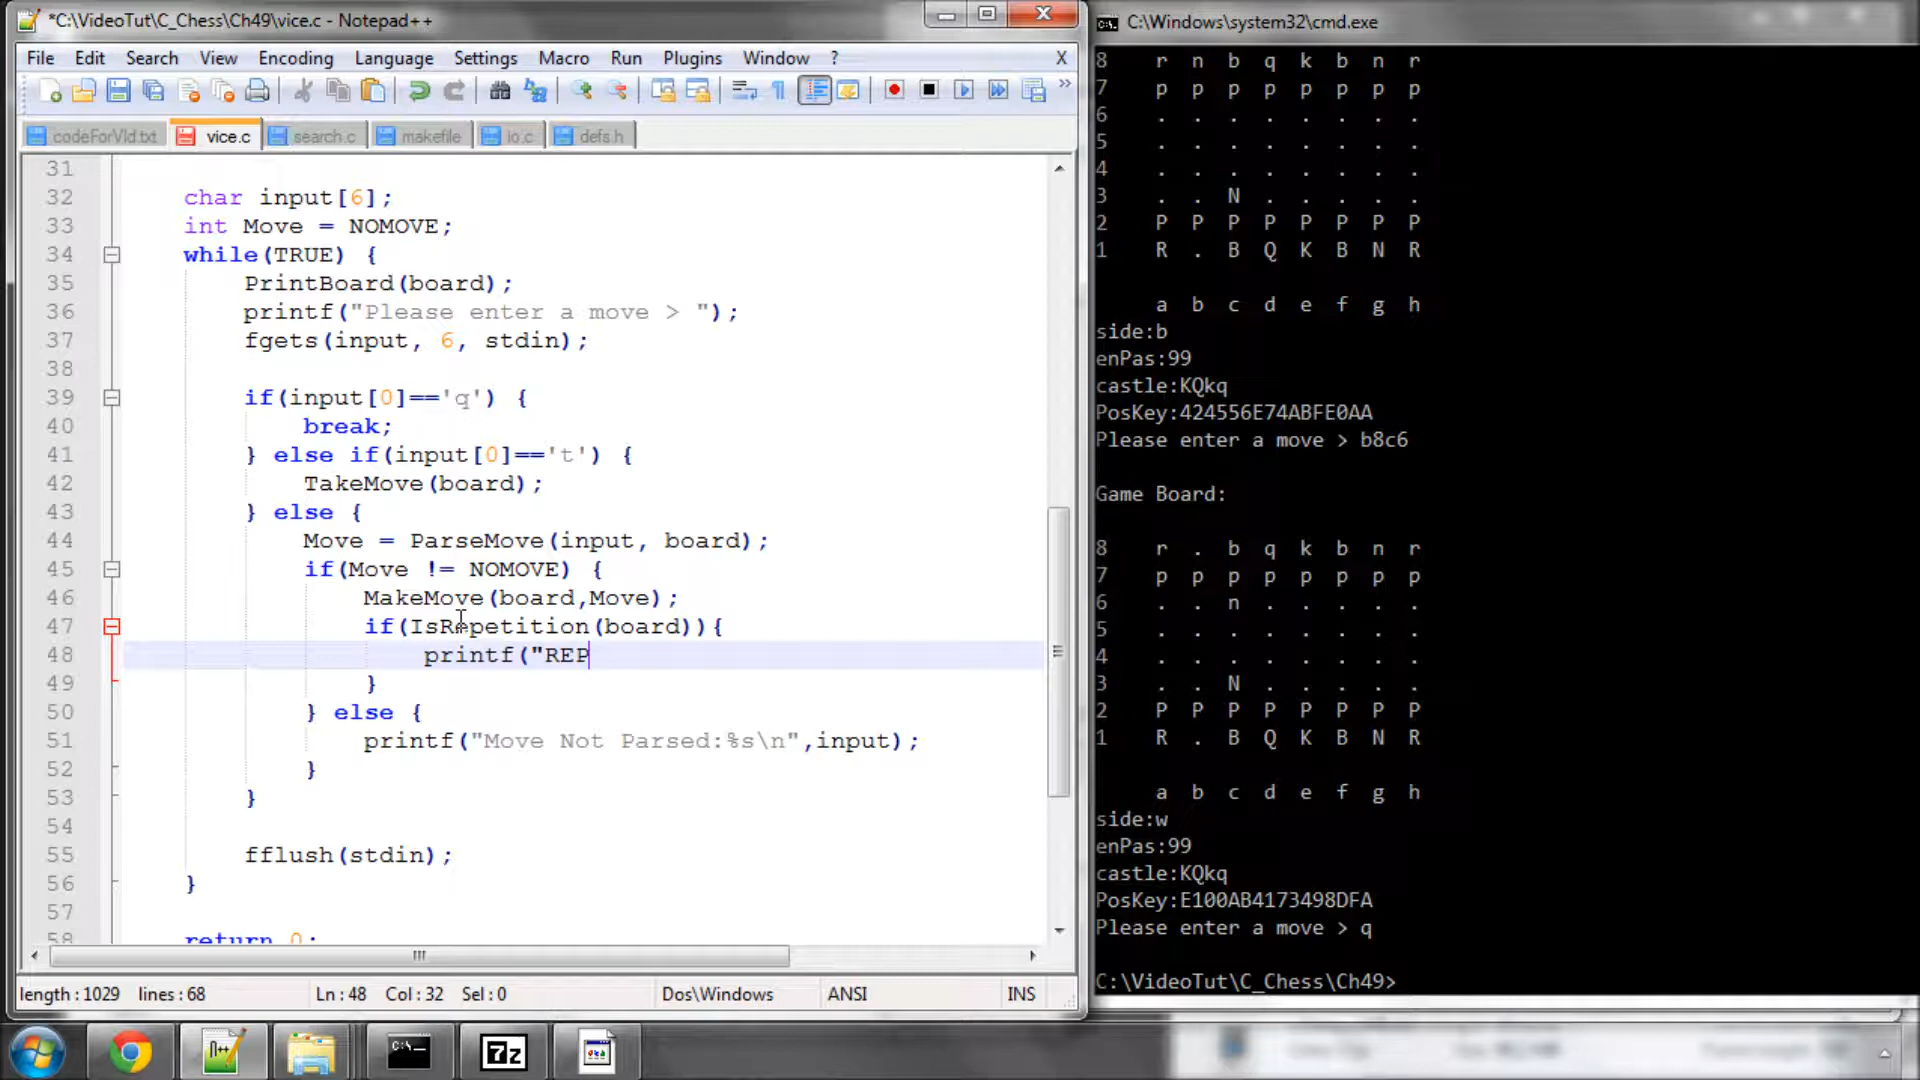 *C:\VideoTut\C_Chess\Ch49\vice.c - Notepad++
File Edit Search View Encoding Language Settings Macro Run Plugins Window ? X
codeForVid.txt vice.c search.c makefile io.c defs.h
31
32 char input[6];
33 int Move = NOMOVE;
34 while(TRUE) {
35 PrintBoard(board);
36 printf("Please enter a move > ");
37 fgets(input, 6, stdin);
38
39 if(input[0]=='q') {
40 break;
41 } else if(input[0]=='t') {
42 TakeMove(board);
43 } else {
44 Move = ParseMove(input, board);
45 if(Move != NOMOVE) {
46 MakeMove(board,Move);
47 if(IsRepetition(board)){
48 printf("REP
49 }
50 } else {
51 printf("Move Not Parsed:%s\n",input);
52 }
53 }
54
55 fflush(stdin);
56 }
57
58 return 0;
length : 1029 lines : 68 Ln : 48 Col : 32 Sel : 0 Dos\Windows ANSI INS
C:\Windows\system32\cmd.exe
8 r n b q k b n r
7 p p p p p p p p
6 . . . . . . . .
5 . . . . . . . .
4 . . . . . . . .
3 . . N . . . . .
2 P P P P P P P P
1 R . B Q K B N R
a b c d e f g h
side:b
enPas:99
castle:KQkq
PosKey:424556E74ABFE0AA
Please enter a move > b8c6
Game Board:
8 r . b q k b n r
7 p p p p p p p p
6 . . n . . . . .
5 . . . . . . . .
4 . . . . . . . .
3 . . N . . . . .
2 P P P P P P P P
1 R . B Q K B N R
a b c d e f g h
side:w
enPas:99
castle:KQkq
PosKey:E100AB4173498DFA
Please enter a move > q
C:\VideoTut\C_Chess\Ch49>